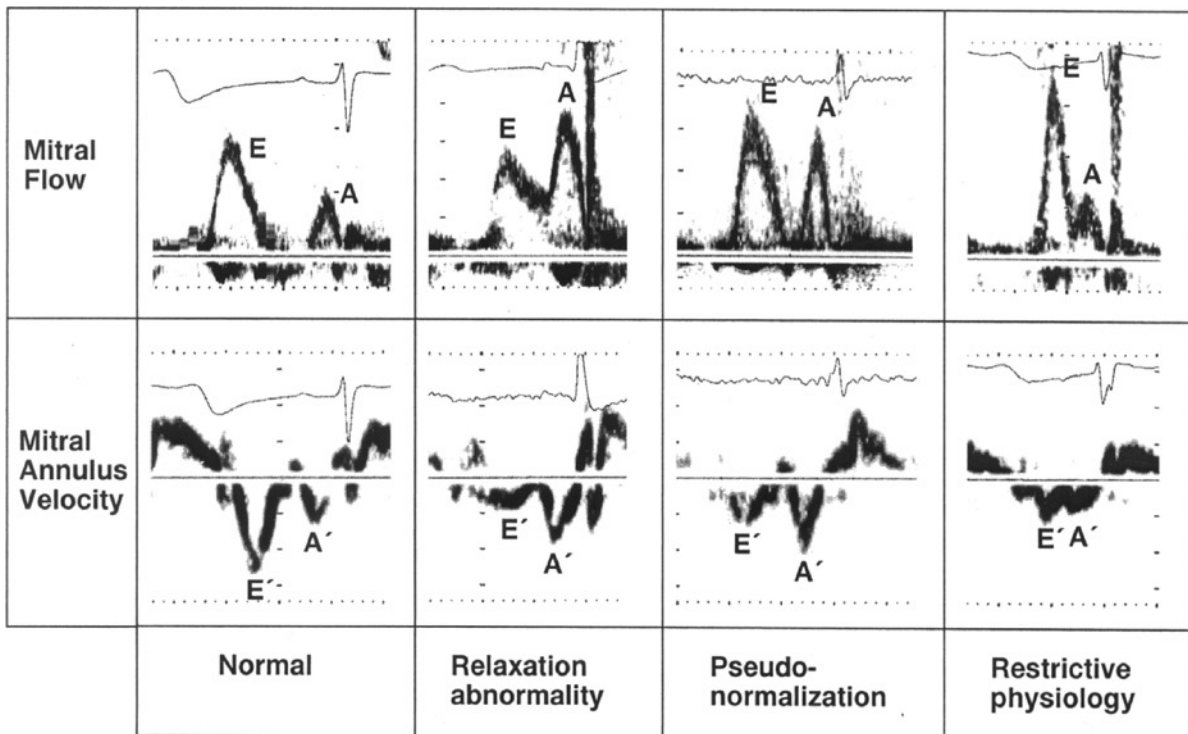 Mitral
Flow
E
A
E
A
E
A
E
A
Mitral
Annulus
Velocity
E´
A´
E´
A´
E´
A´
E´ A´
Normal
Relaxation
abnormality
Pseudo-
normalization
Restrictive
physiology